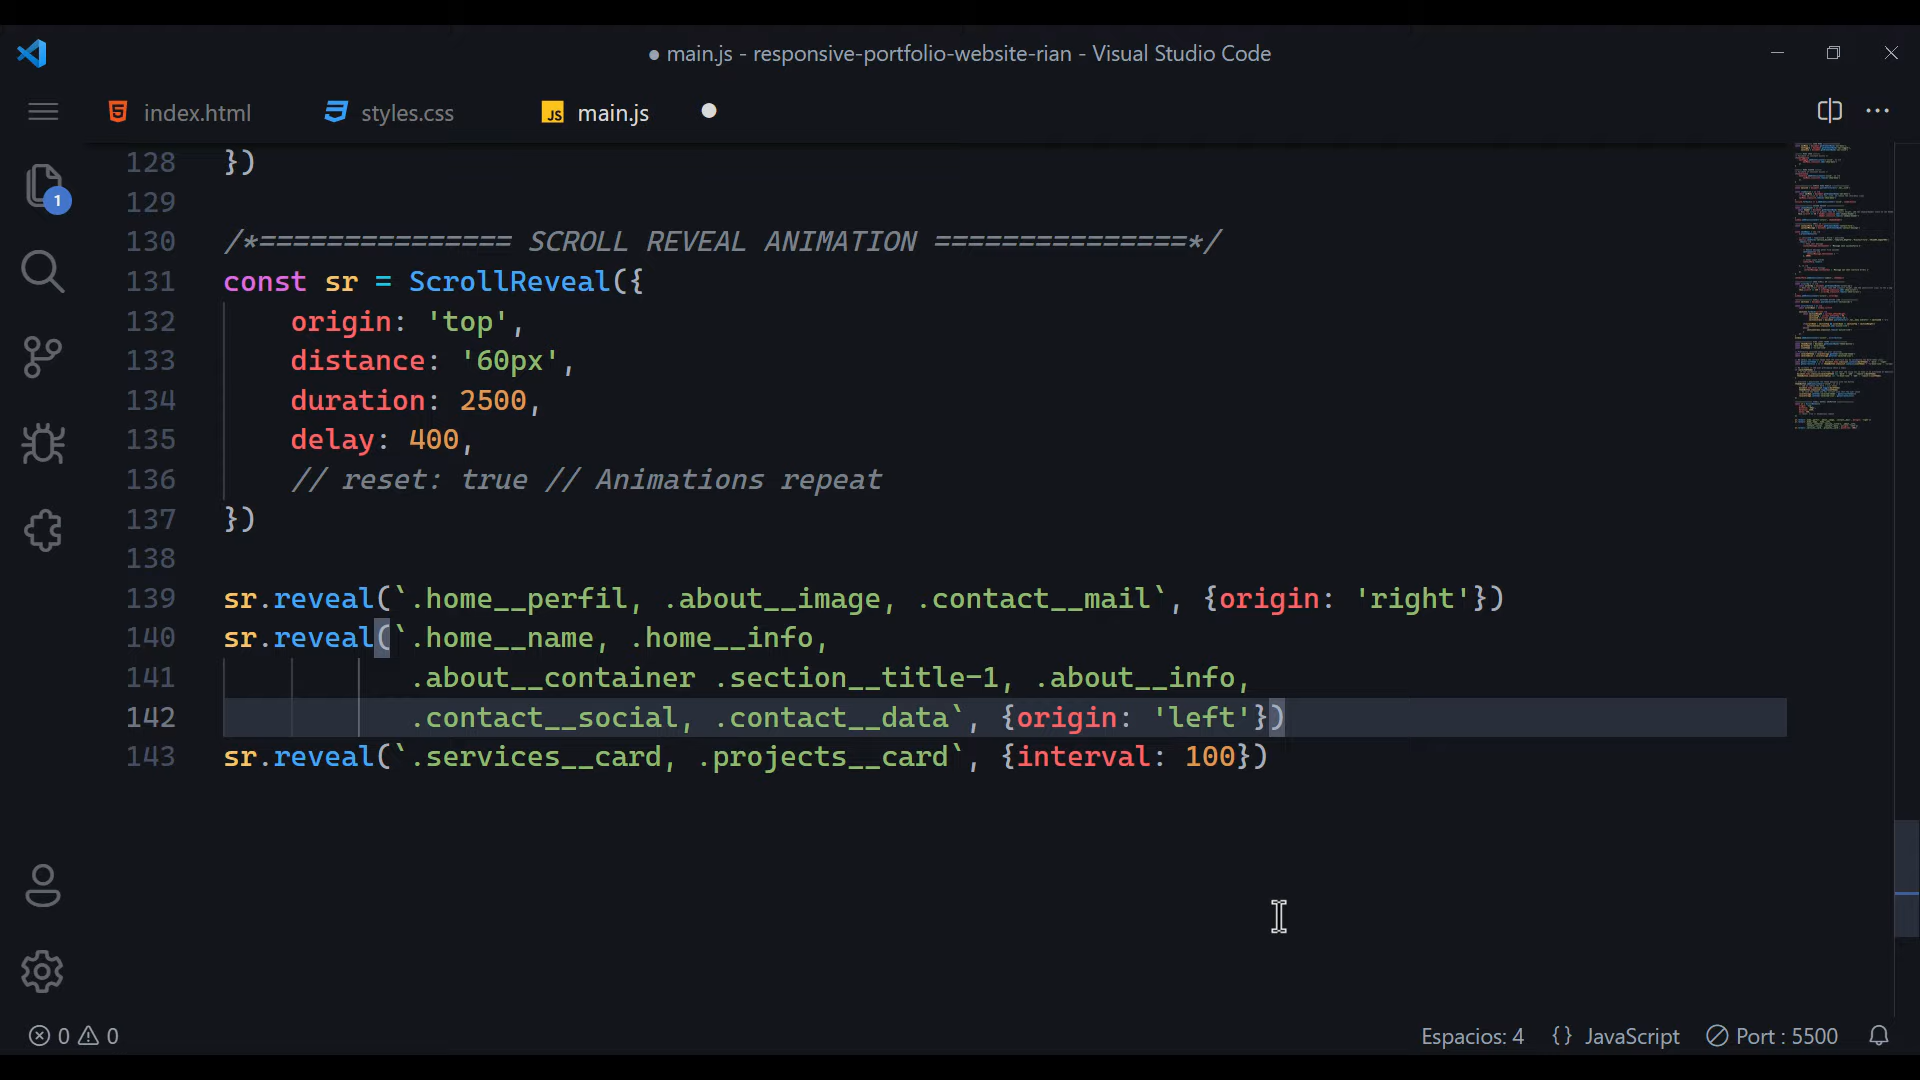 ● main.js - responsive-portfolio-website-rian - Visual Studio Code
index.html
styles.css
JS main.js
1
128 })
129
130 /*=============== SCROLL REVEAL ANIMATION ===============*/
131 const sr = ScrollReveal({
132     origin: 'top',
133     distance: '60px',
134     duration: 2500,
135     delay: 400,
136     // reset: true // Animations repeat
137 })
138
139 sr.reveal(`.home__perfil, .about__image, .contact__mail`, {origin: 'right'})
140 sr.reveal(`.home__name, .home__info,
141            .about__container .section__title-1, .about__info,
142            .contact__social, .contact__data`, {origin: 'left'})
143 sr.reveal(`.services__card, .projects__card`, {interval: 100})
0 0
Espacios: 4
{} JavaScript
Port : 5500